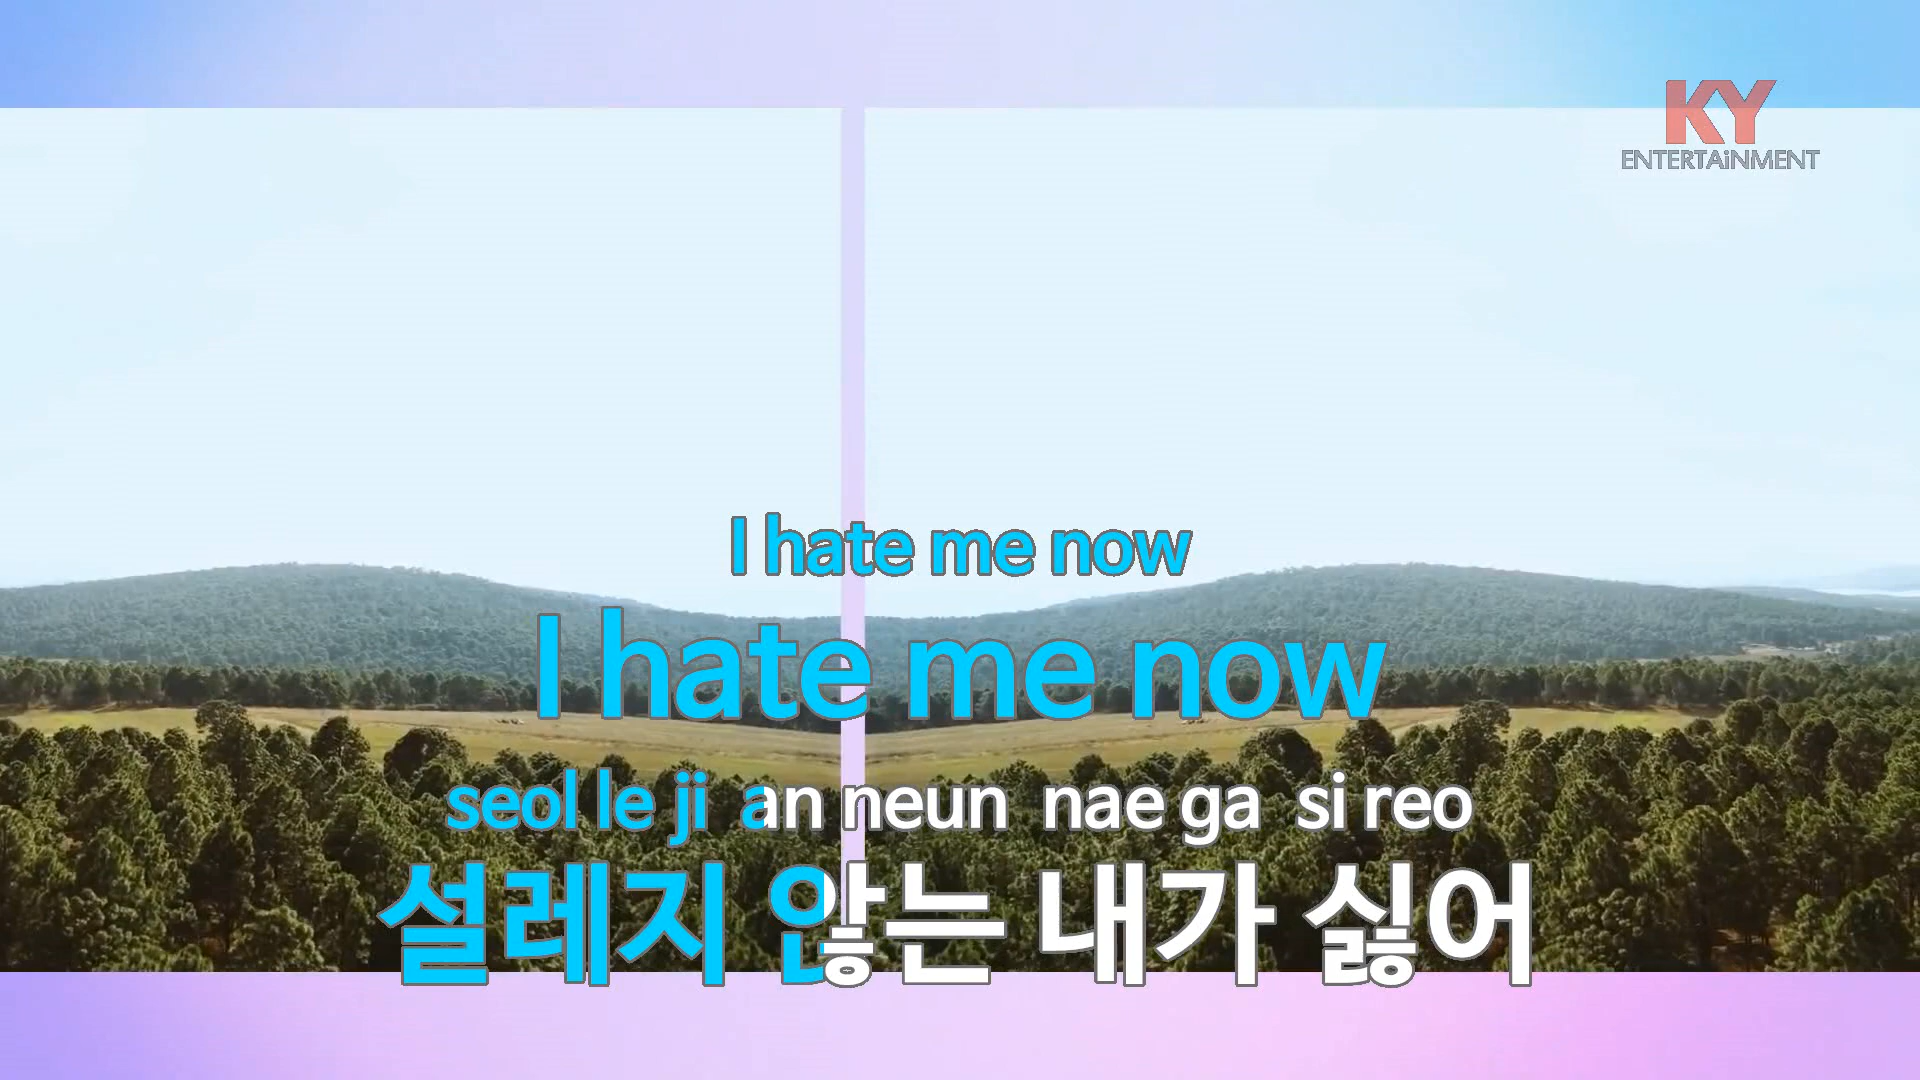 KY
ENTERTAiNMENT
I hate me now
I hate me now
seol le ji an neun nae ga si reo
설레지 않는 내가 싫어